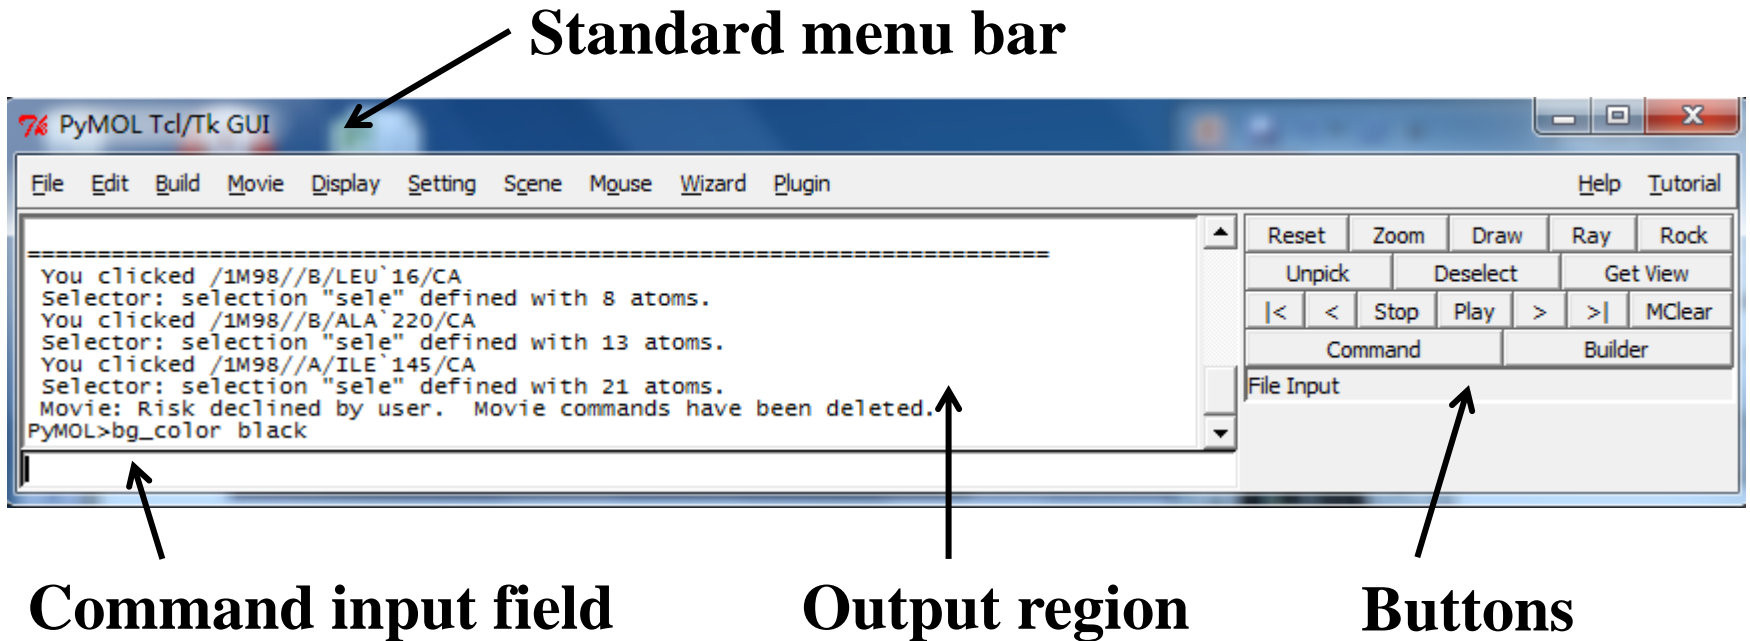 Standard menu bar
PyMOL Tcl/Tk GUI
File Edit Build Movie Display Setting Scene Mouse Wizard Plugin Help Tutorial
===========================================================================
You clicked /1M98//B/LEU`16/CA
Selector: selection "sele" defined with 8 atoms.
You clicked /1M98//B/ALA`220/CA
Selector: selection "sele" defined with 13 atoms.
You clicked /1M98//A/ILE`145/CA
Selector: selection "sele" defined with 21 atoms.
Movie: Risk declined by user.  Movie commands have been deleted.
PyMOL>bg_color black
Reset Zoom Draw Ray Rock
Unpick Deselect Get View
|< < Stop Play > >| MClear
Command Builder
File Input
Command input field
Output region
Buttons